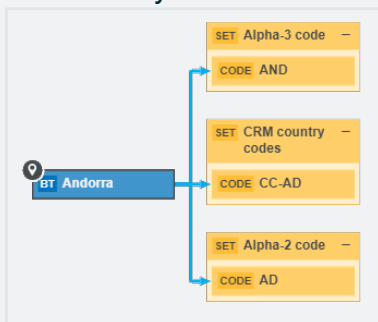 SET Alpha-3 code –
CODE AND
SET CRM country –
codes
BT Andorra
CODE CC-AD
SET Alpha-2 code –
CODE AD